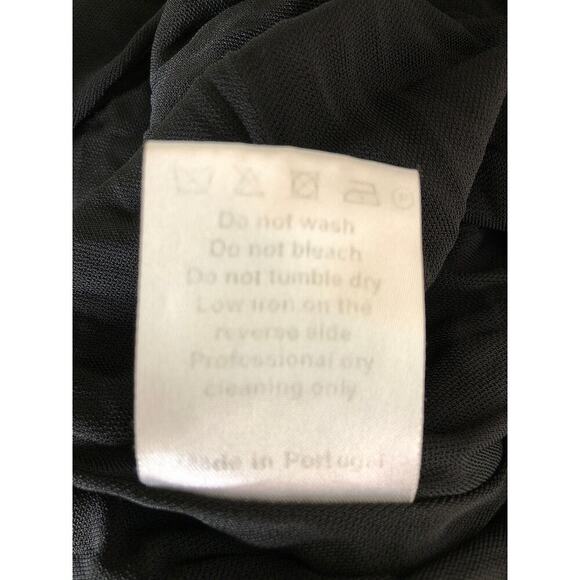 Do not wash
Do not bleach
Do not tumble dry
Low iron on the
reverse side
Professional dry
cleaning only
Made in Portugal